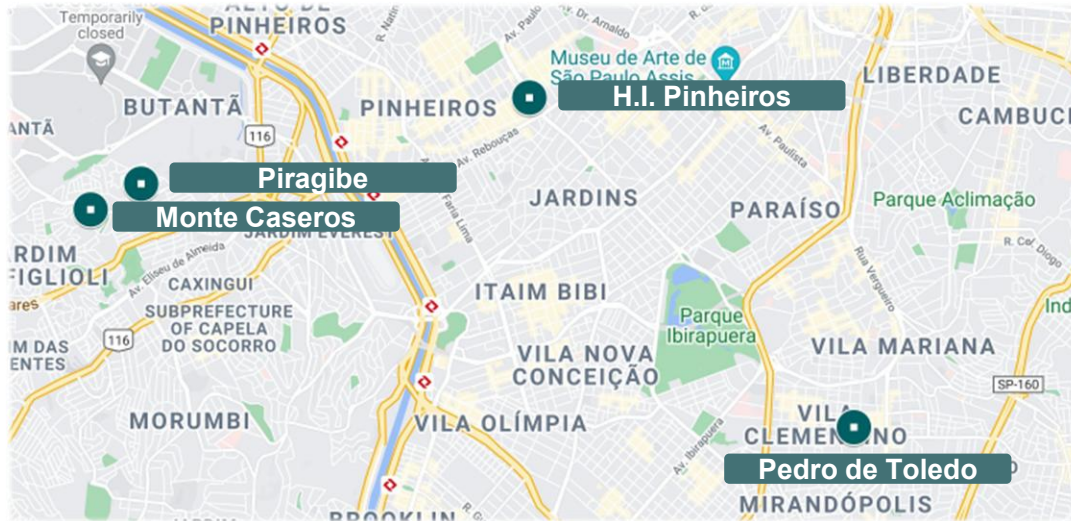 Temporarily
closed
ALTO DE
PINHEIROS
Av. Paulo
Av. Dr. Arnaldo
Museu de Arte de
São Paulo Assis
LIBERDADE
BUTANTÃ
PINHEIROS
H.I. Pinheiros
CAMBUCI
ANTÃ
116
Av. Rebouças
Av. Paulista
Piragibe
JARDINS
Parque Aclimação
PARAÍSO
Monte Caseros
Faria Lima
JARDIM EVEREST
Av. Eliseu de Almeida
R. Cel. Diogo
Rua Vergueiro
ARDIM
FIGLIOLI
CAXINGUI
ares
ITAIM BIBI
Ind
SUBPREFECTURE
OF CAPELA
DO SOCORRO
Parque
Ibirapuera
116
M DAS
ENTES
VILA NOVA
CONCEIÇÃO
VILA MARIANA
SP-160
MORUMBI
VILA OLÍMPIA
VILA
CLEMENTINO
Av. Ibirapuera
Pedro de Toledo
MIRANDÓPOLIS
BROOKLIN